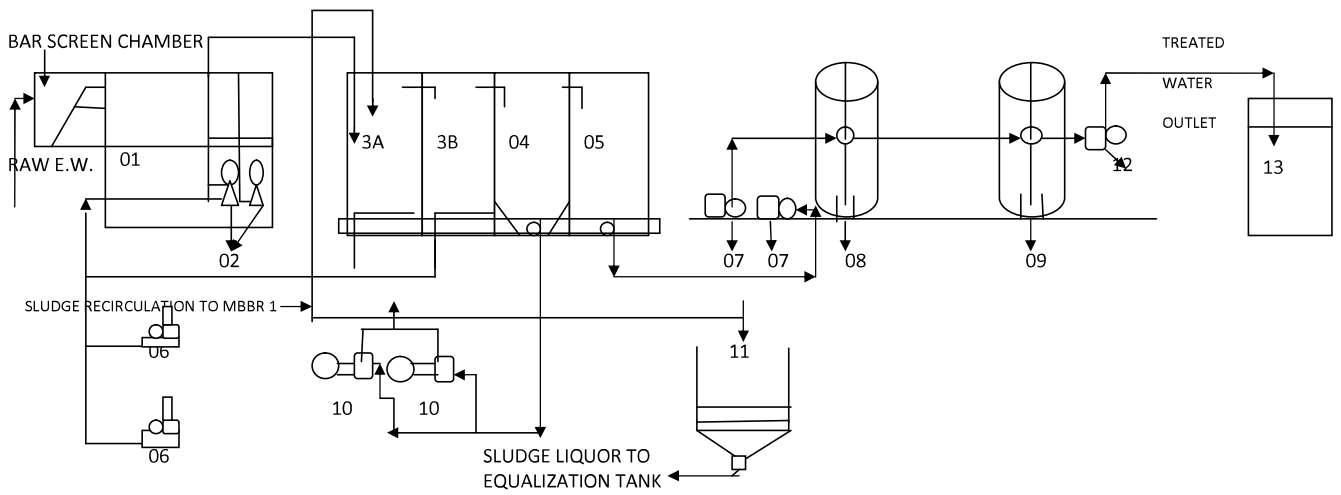 BAR SCREEN CHAMBER
TREATED
WATER
OUTLET
3A
3B
04
05
01
RAW E.W.
12
13
02
07
07
08
09
SLUDGE RECIRCULATION TO MBBR 1
06
11
10
10
06
SLUDGE LIQUOR TO
EQUALIZATION TANK